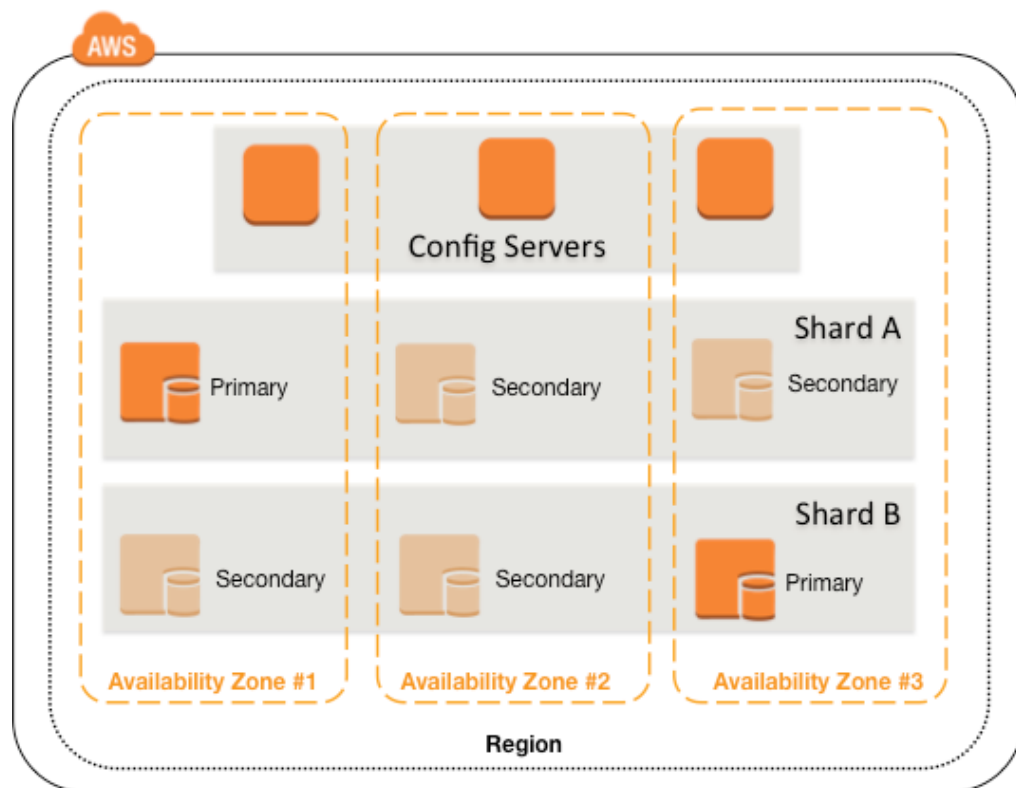 AWS
Config Servers
Shard A
Primary
Secondary
Secondary
Shard B
Secondary
Secondary
Primary
Availability Zone #1
Availability Zone #2
Availability Zone #3
Region